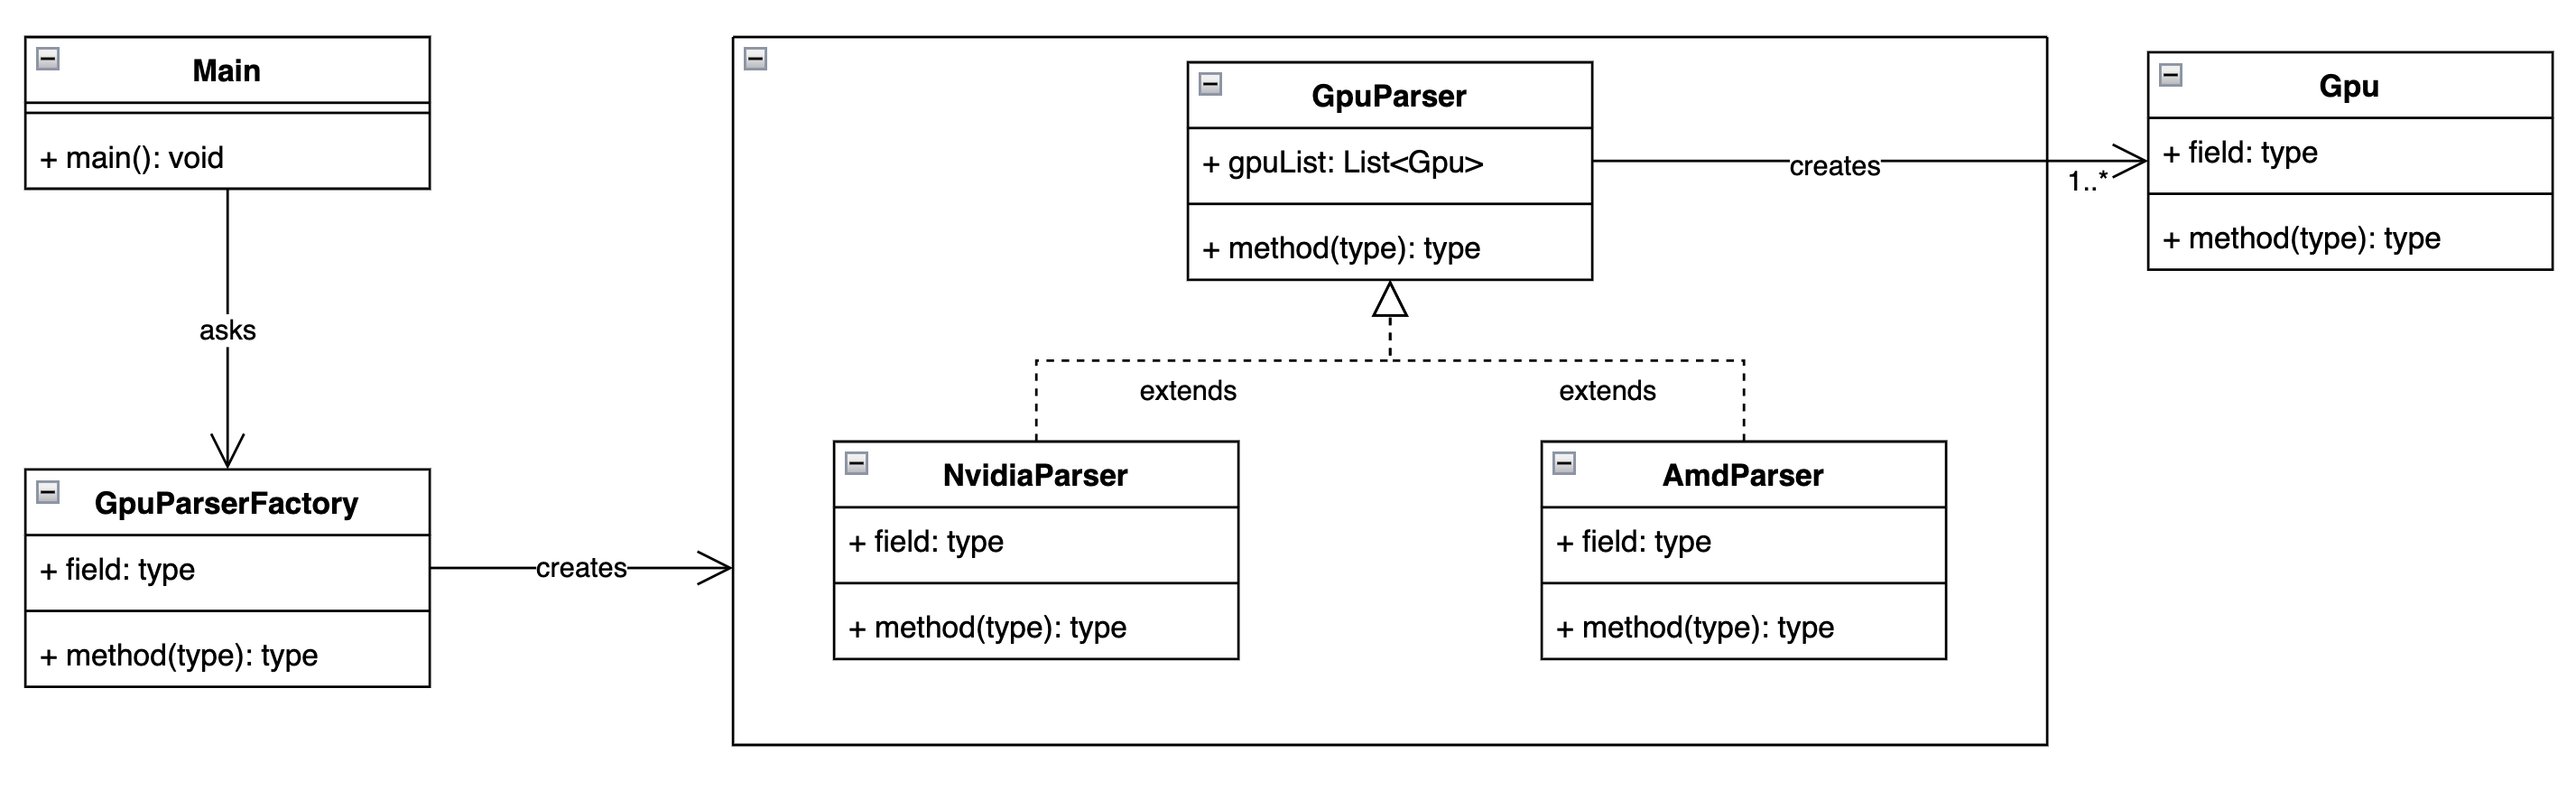 Main
+ main(): void
asks
GpuParserFactory
+ field: type
+ method(type): type
creates
GpuParser
+ gpuList: List<Gpu>
+ method(type): type
extends
extends
NvidiaParser
+ field: type
+ method(type): type
AmdParser
+ field: type
+ method(type): type
creates
1..*
Gpu
+ field: type
+ method(type): type